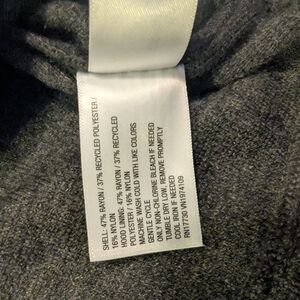 SHELL: 47% RAYON / 37% RECYCLED POLYESTER /
16% NYLON
HOOD LINING: 47% RAYON / 37% RECYCLED
POLYESTER / 16% NYLON
MACHINE WASH COLD WITH LIKE COLORS
GENTLE CYCLE
ONLY NON-CHLORINE BLEACH IF NEEDED
TUMBLE DRY LOW, REMOVE PROMPTLY
COOL IRON IF NEEDED
RN17730 VN1974109